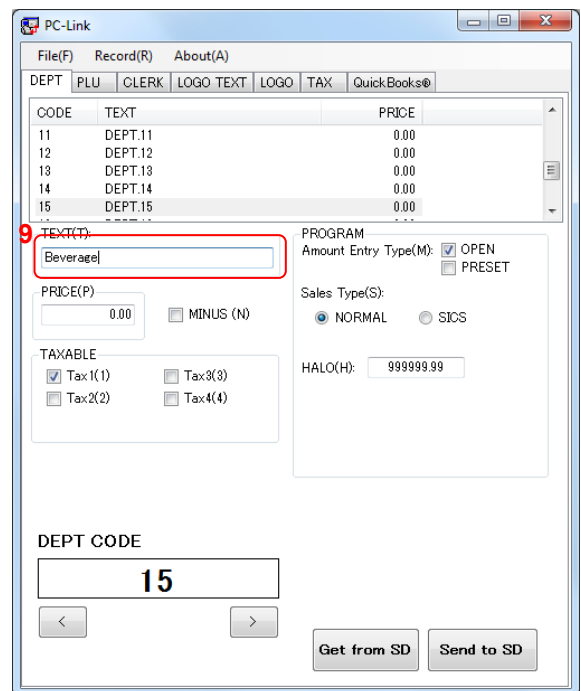 PC-Link
File(F) Record(R) About(A)
DEPT PLU CLERK LOGO TEXT LOGO TAX QuickBooks®
CODE TEXT PRICE
11 DEPT.11 0.00
12 DEPT.12 0.00
13 DEPT.13 0.00
14 DEPT.14 0.00
15 DEPT.15 0.00
9
TEXT(T):
Beverage
PRICE(P)
0.00 MINUS (N)
TAXABLE
Tax1(1) Tax3(3)
Tax2(2) Tax4(4)
PROGRAM
Amount Entry Type(M): OPEN
PRESET
Sales Type(S):
NORMAL SICS
HALO(H): 999999.99
DEPT CODE
15
< >
Get from SD Send to SD